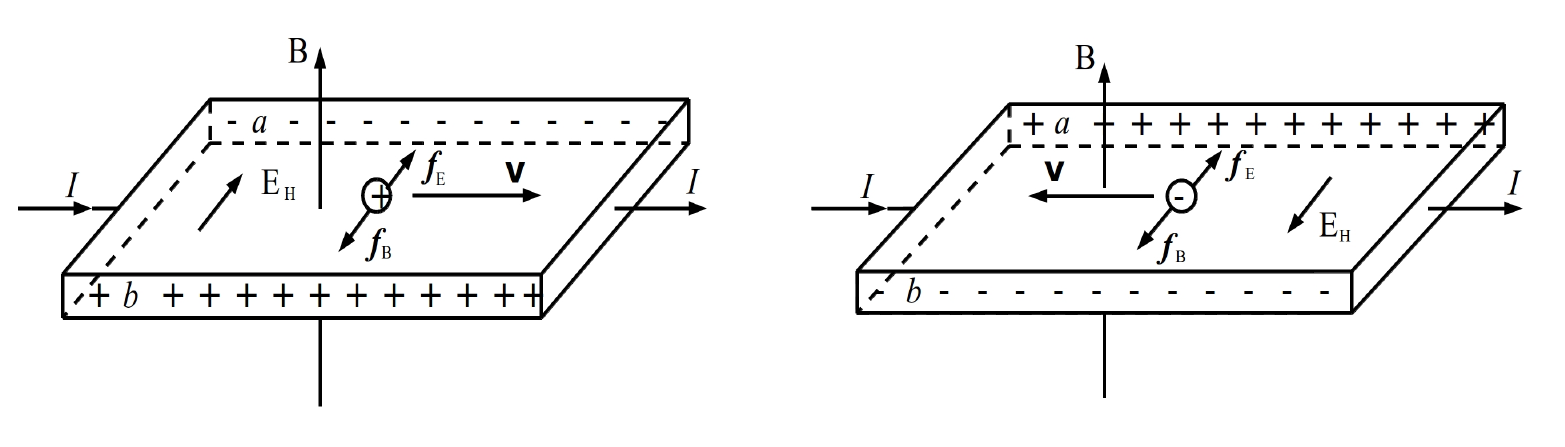 B
- a - - - - - - - - - - -
f_E
v
E_H
+
I
I
f_B
+ b + + + + + + + + + + +
B
+ a + + + + + + + + + + +
v
f_E
-
I
I
E_H
f_B
- b - - - - - - - - - - -